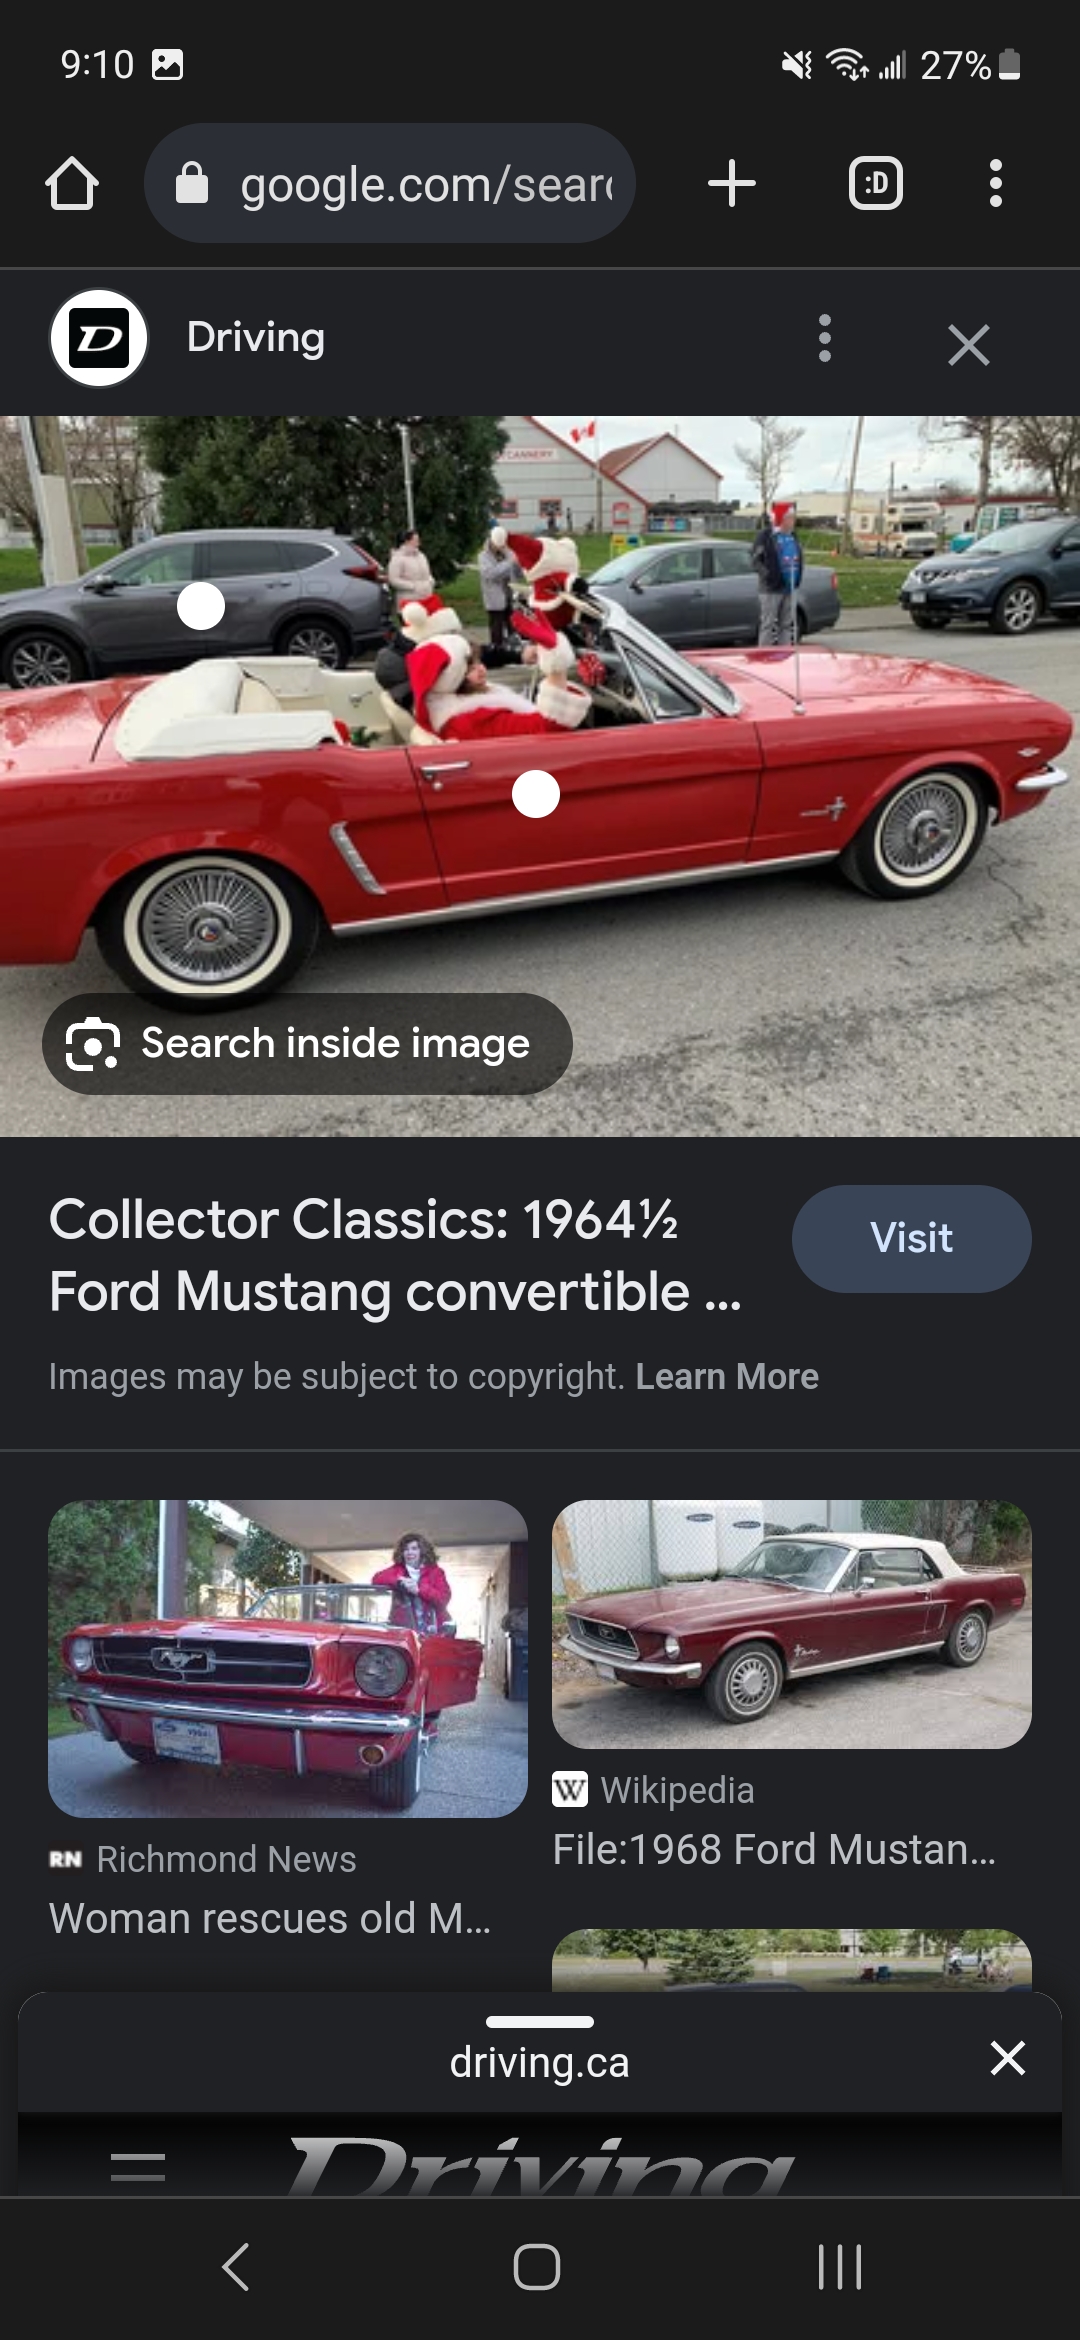 9:10
27%
google.com/sear
:D
D Driving
CANNERY
Search inside image
Collector Classics: 1964½
Ford Mustang convertible ...
Visit
Images may be subject to copyright. Learn More
W Wikipedia
File:1968 Ford Mustan...
RN Richmond News
Woman rescues old M...
driving.ca
Driving